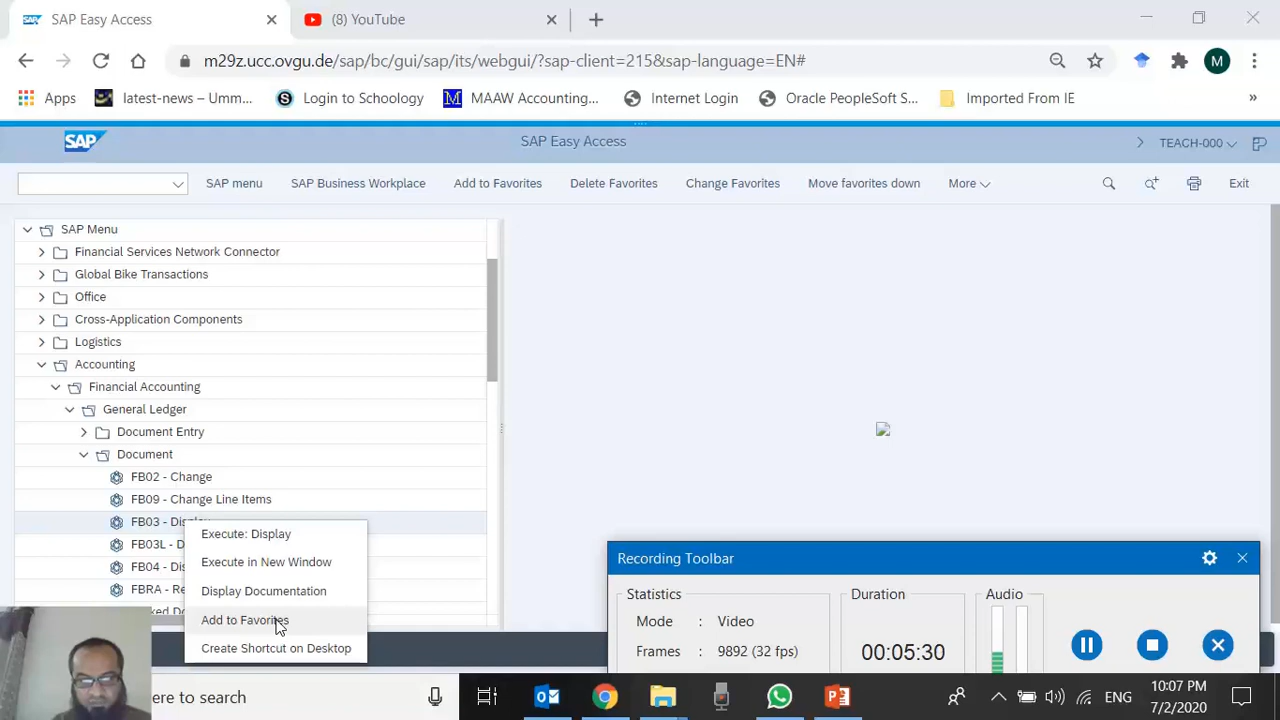 SAP Easy Access
(8) YouTube
m29z.ucc.ovgu.de/sap/bc/gui/sap/its/webgui/?sap-client=215&sap-language=EN#
M
Apps
latest-news – Umm...
Login to Schoology
MAAW Accounting...
Internet Login
Oracle PeopleSoft S...
Imported From IE
»
SAP
SAP Easy Access
TEACH-000
SAP menu
SAP Business Workplace
Add to Favorites
Delete Favorites
Change Favorites
Move favorites down
More
Exit
SAP Menu
Financial Services Network Connector
Global Bike Transactions
Office
Cross-Application Components
Logistics
Accounting
Financial Accounting
General Ledger
Document Entry
Document
FB02 - Change
FB09 - Change Line Items
FB03 -
FB03L - D
FB04 - Dis
FBRA - Re
Execute: Display
Execute in New Window
Display Documentation
Add to Favorites
Create Shortcut on Desktop
Recording Toolbar
Statistics
Duration
Audio
Mode : Video
Frames : 9892 (32 fps)
00:05:30
here to search
ENG
10:07 PM
7/2/2020